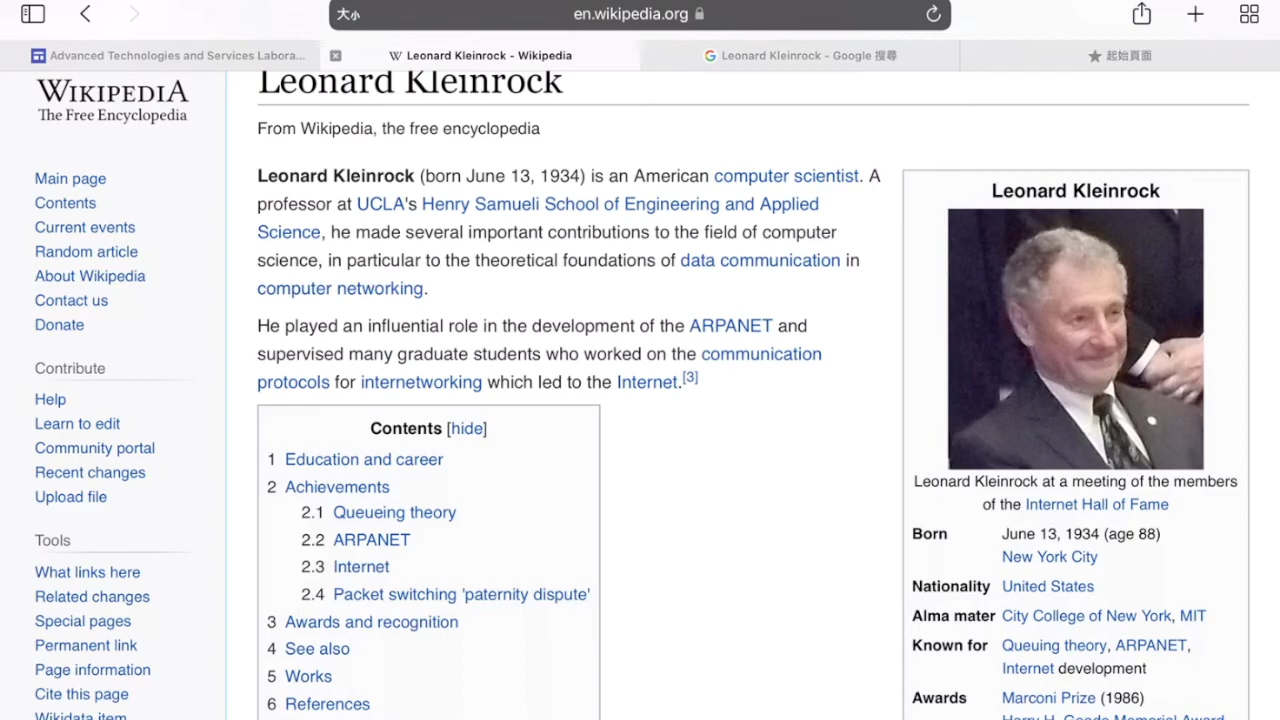 大小
en.wikipedia.org
Advanced Technologies and Services Labora...
Leonard Kleinrock - Wikipedia
Leonard Kleinrock - Google 搜尋
起始頁面
WIKIPEDIA
The Free Encyclopedia
Main page
Contents
Current events
Random article
About Wikipedia
Contact us
Donate
Contribute
Help
Learn to edit
Community portal
Recent changes
Upload file
Tools
What links here
Related changes
Special pages
Permanent link
Page information
Cite this page
Wikidata item
Leonard Kleinrock
From Wikipedia, the free encyclopedia
Leonard Kleinrock (born June 13, 1934) is an American computer scientist. A
professor at UCLA's Henry Samueli School of Engineering and Applied
Science, he made several important contributions to the field of computer
science, in particular to the theoretical foundations of data communication in
computer networking.
He played an influential role in the development of the ARPANET and
supervised many graduate students who worked on the communication
protocols for internetworking which led to the Internet.[3]
Contents [hide]
1 Education and career
2 Achievements
2.1 Queueing theory
2.2 ARPANET
2.3 Internet
2.4 Packet switching 'paternity dispute'
3 Awards and recognition
4 See also
5 Works
6 References
Leonard Kleinrock
Leonard Kleinrock at a meeting of the members
of the Internet Hall of Fame
Born June 13, 1934 (age 88)
New York City
Nationality United States
Alma mater City College of New York, MIT
Known for Queuing theory, ARPANET,
Internet development
Awards Marconi Prize (1986)
Harry H. Goode Memorial Award